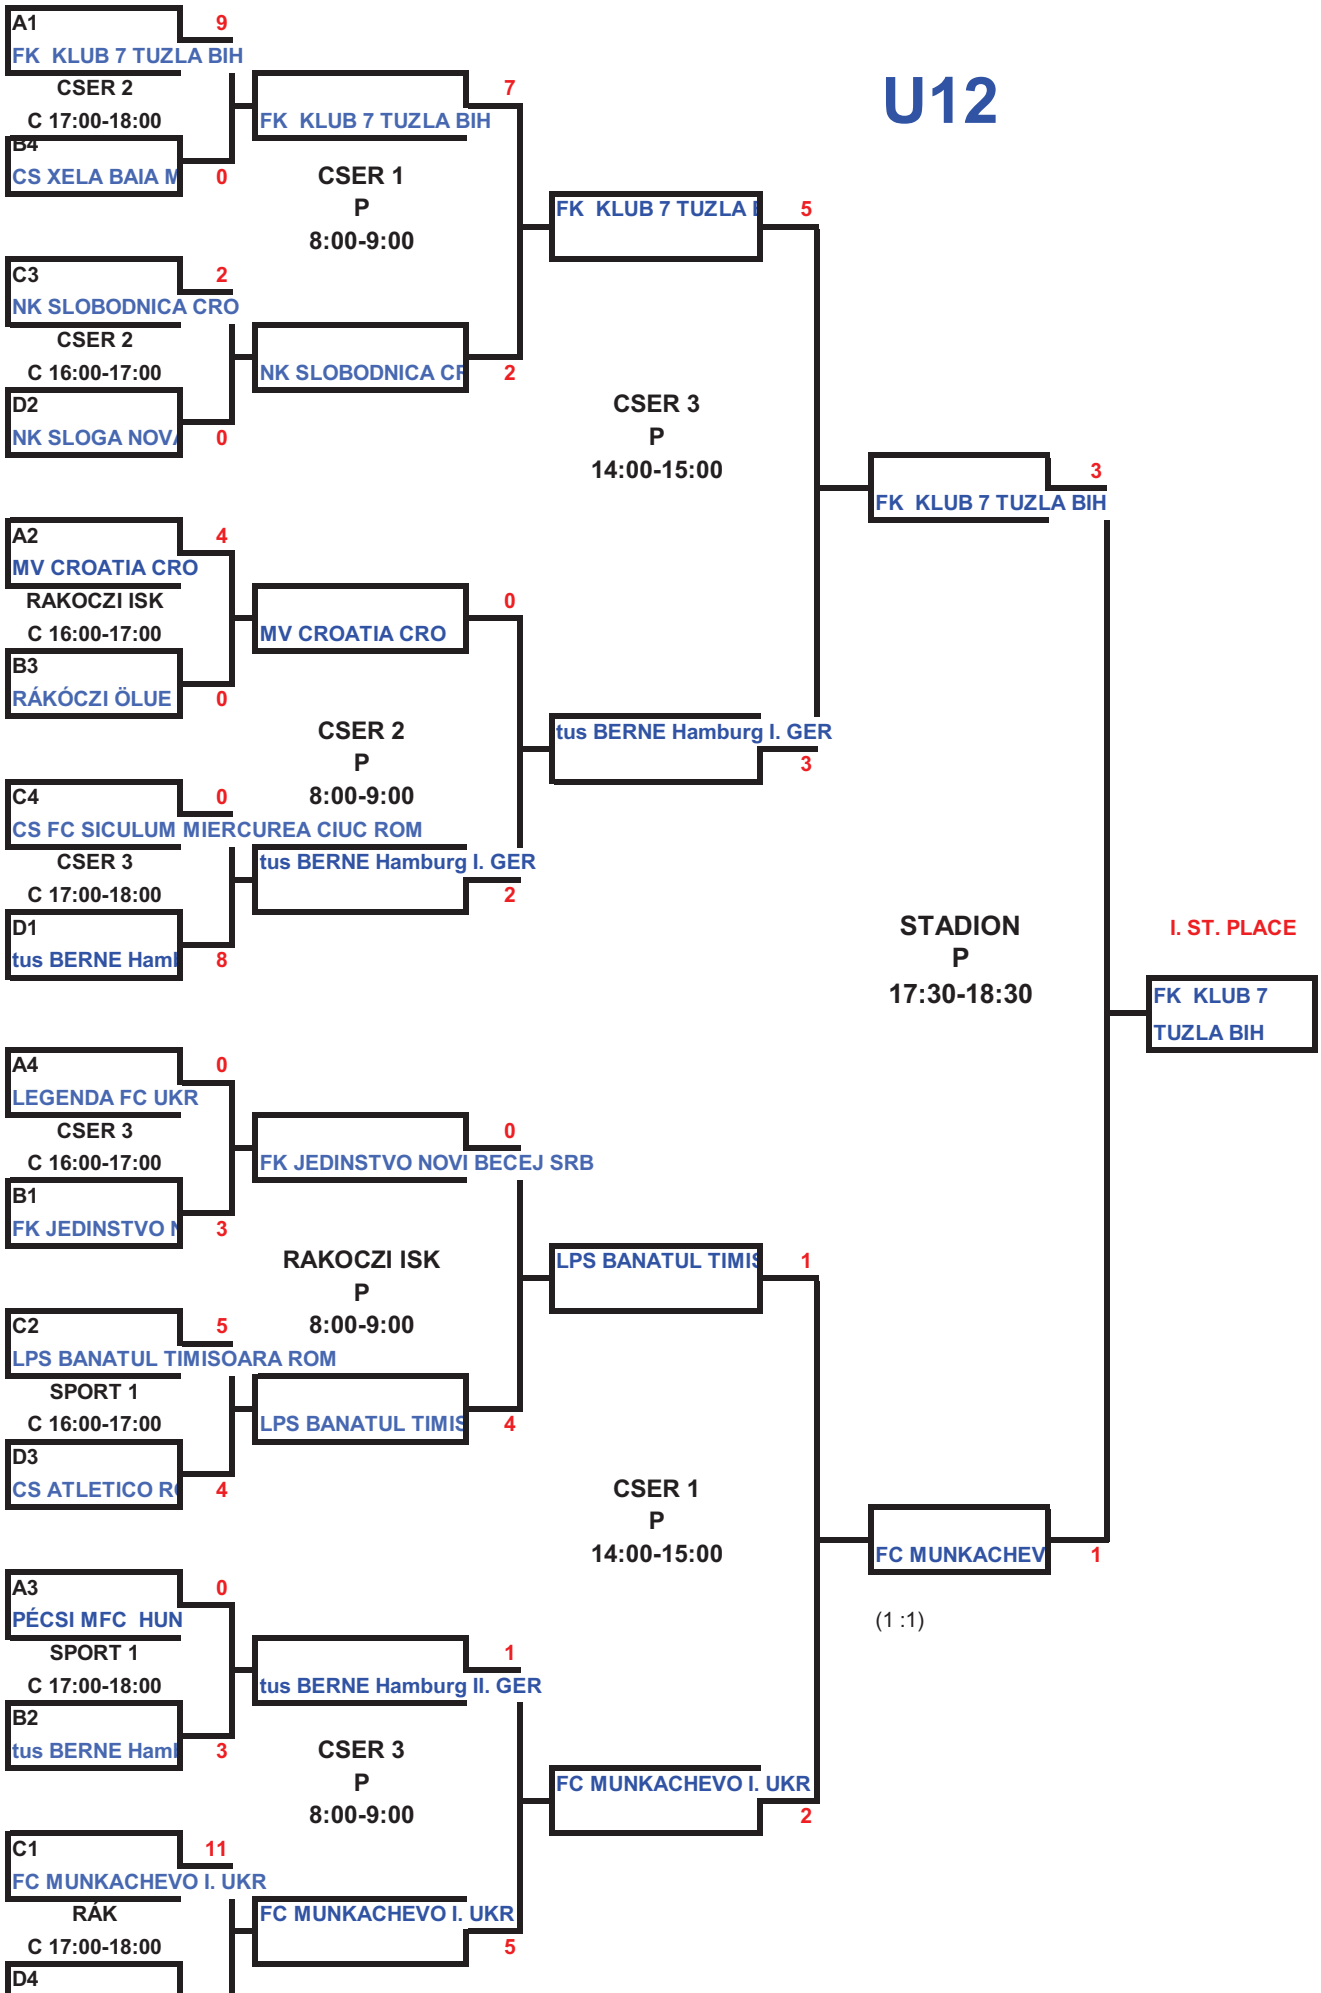 U12
A1 9
FK KLUB 7 TUZLA BIH
CSER 2
C 17:00-18:00
B4
CS XELA BAIA M 0
FK KLUB 7 TUZLA BIH 7
CSER 1
P
8:00-9:00
C3 2
NK SLOBODNICA CRO
CSER 2
C 16:00-17:00
D2
NK SLOGA NOVA 0
NK SLOBODNICA CR 2
FK KLUB 7 TUZLA B 5
CSER 3
P
14:00-15:00
A2 4
MV CROATIA CRO
RAKOCZI ISK
C 16:00-17:00
B3
RÁKÓCZI ÖLUE 0
MV CROATIA CRO 0
CSER 2
P
8:00-9:00
C4 0
CS FC SICULUM MIERCUREA CIUC ROM
CSER 3
C 17:00-18:00
D1
tus BERNE Haml 8
tus BERNE Hamburg I. GER
2
tus BERNE Hamburg I. GER
3
FK KLUB 7 TUZLA BIH 3
STADION
P
17:30-18:30
I. ST. PLACE
FK KLUB 7
TUZLA BIH
A4 0
LEGENDA FC UKR
CSER 3
C 16:00-17:00
B1
FK JEDINSTVO N 3
FK JEDINSTVO NOVI BECEJ SRB 0
RAKOCZI ISK
P
8:00-9:00
C2 5
LPS BANATUL TIMISOARA ROM
SPORT 1
C 16:00-17:00
D3
CS ATLETICO RO 4
LPS BANATUL TIMIS 4
LPS BANATUL TIMIS 1
CSER 1
P
14:00-15:00
A3 0
PÉCSI MFC HUN
SPORT 1
C 17:00-18:00
B2
tus BERNE Haml 3
tus BERNE Hamburg II. GER 1
CSER 3
P
8:00-9:00
C1 11
FC MUNKACHEVO I. UKR
RÁK
C 17:00-18:00
D4
FC MUNKACHEVO I. UKR
5
FC MUNKACHEVO I. UKR
2
FC MUNKACHEV 1
(1 :1)